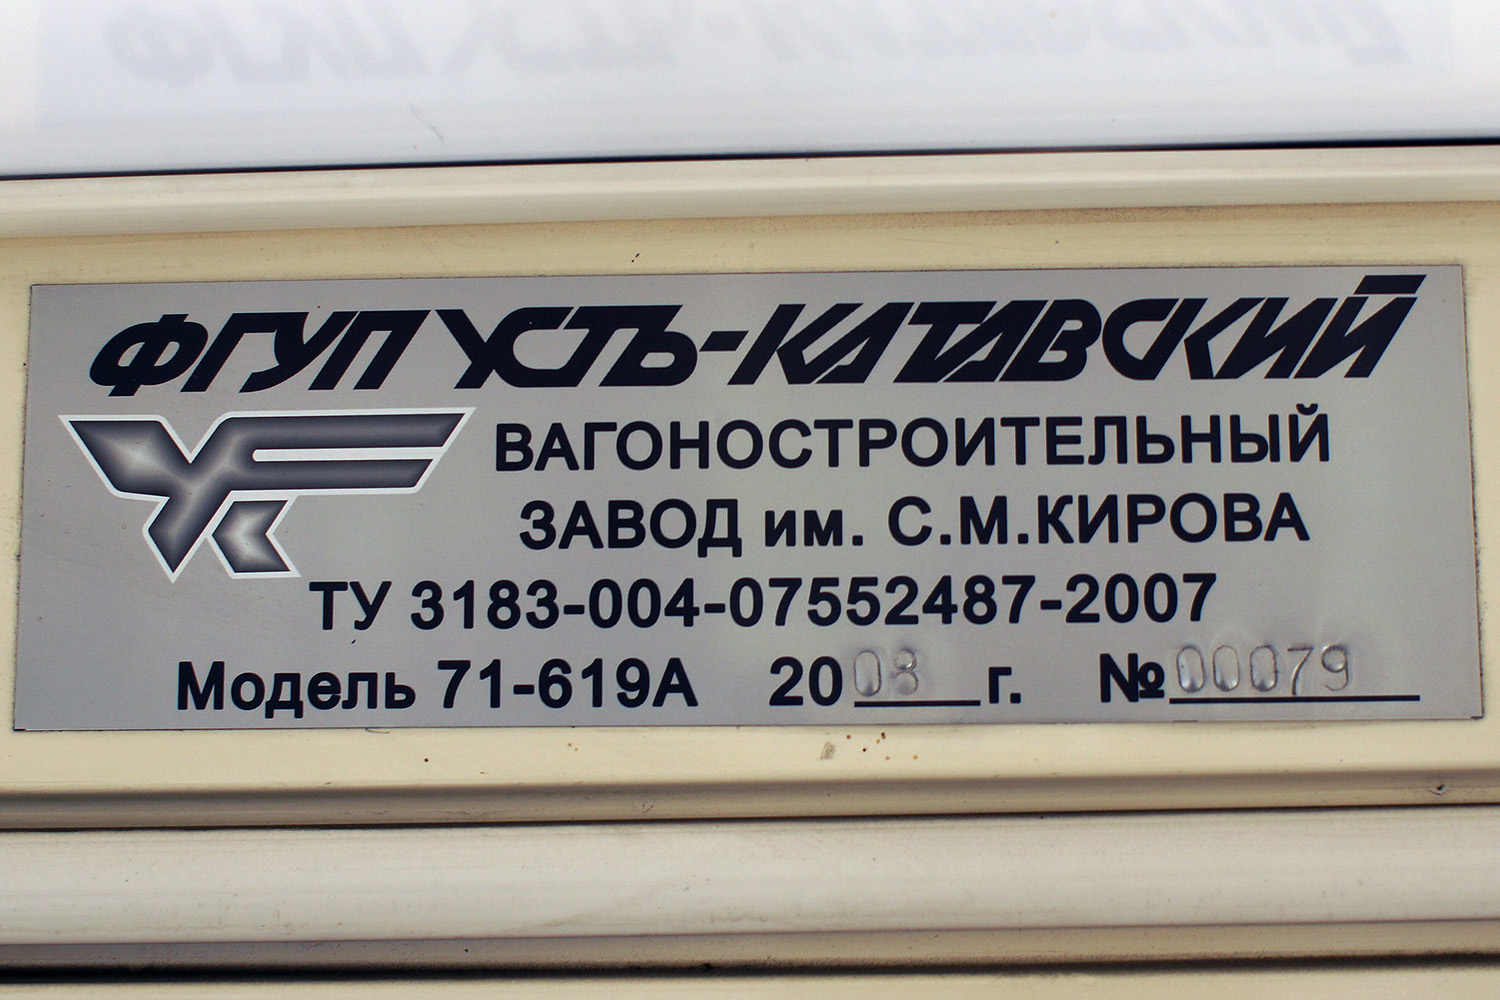 ФГУП УСТЬ-КАТАВСКИЙ
ВАГОНОСТРОИТЕЛЬНЫЙ
ЗАВОД им. С.М.КИРОВА
ТУ 3183-004-07552487-2007
Модель 71-619А 2008 г. №00079